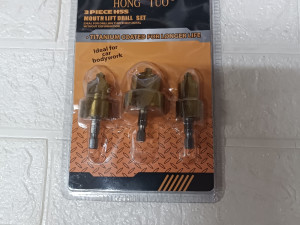 HONG TUO
3 PIECE HSS
MOUTH LIFT DRILL SET
TITANIUM COATED FOR LONGER LIFE
Ideal for
car
bodywork